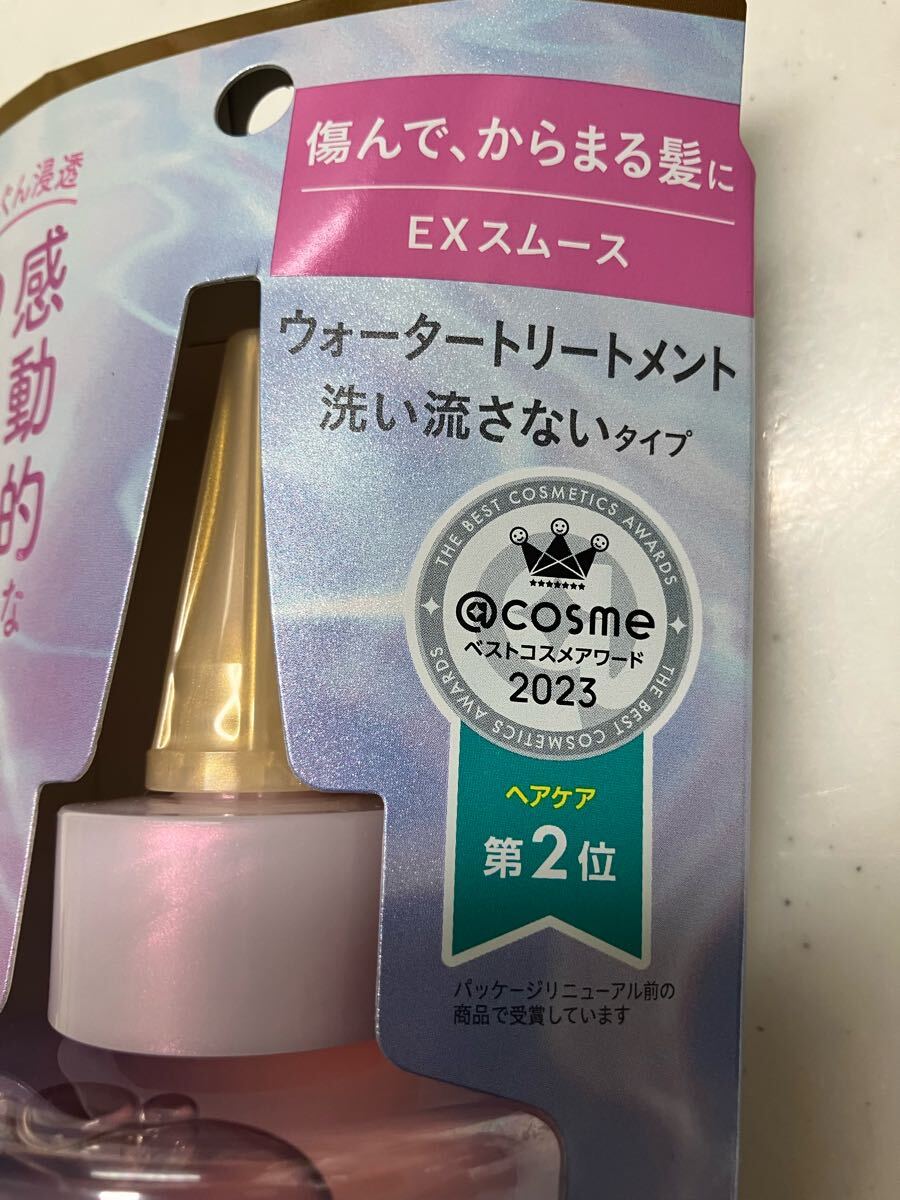 ぐん浸透
感動的
な
傷んで、からまる髪に
EXスムース
ウォータートリートメント
洗い流さないタイプ
THE BEST COSMETICS AWARDS
@cosme
ベストコスメアワード
2023
THE BEST COSMETICS AWARDS
ヘアケア
第2位
パッケージリニューアル前の
商品で受賞しています